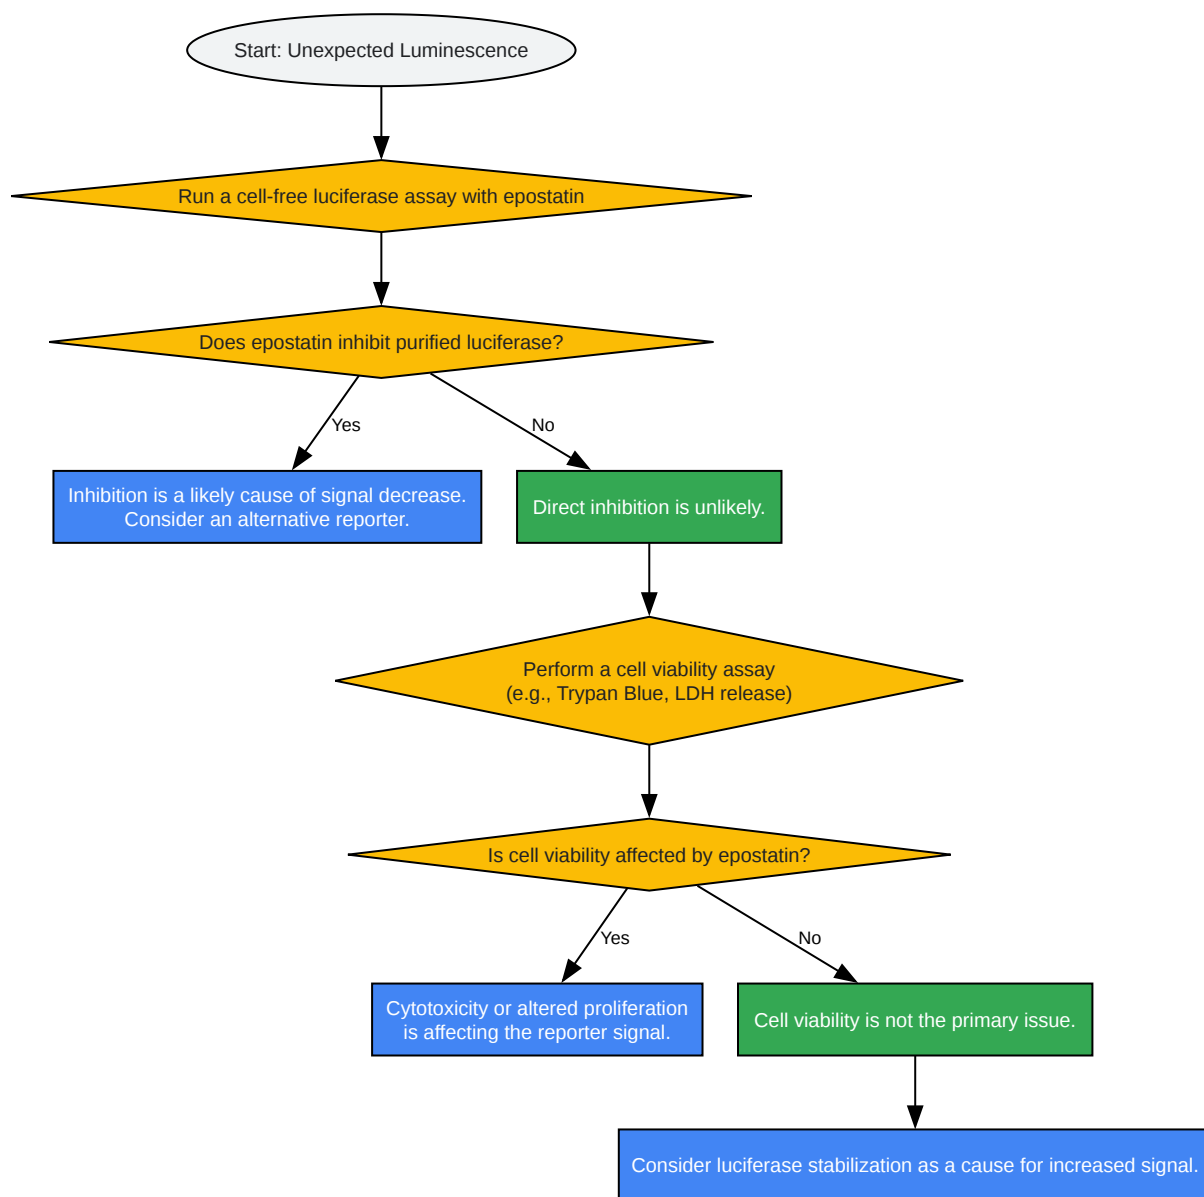 Start: Unexpected Luminescence
Run a cell-free luciferase assay with epostatin
Does epostatin inhibit purified luciferase?
Yes
No
Inhibition is a likely cause of signal decrease.
Consider an alternative reporter.
Direct inhibition is unlikely.
Perform a cell viability assay
(e.g., Trypan Blue, LDH release)
Is cell viability affected by epostatin?
Yes
No
Cytotoxicity or altered proliferation
is affecting the reporter signal.
Cell viability is not the primary issue.
Consider luciferase stabilization as a cause for increased signal.